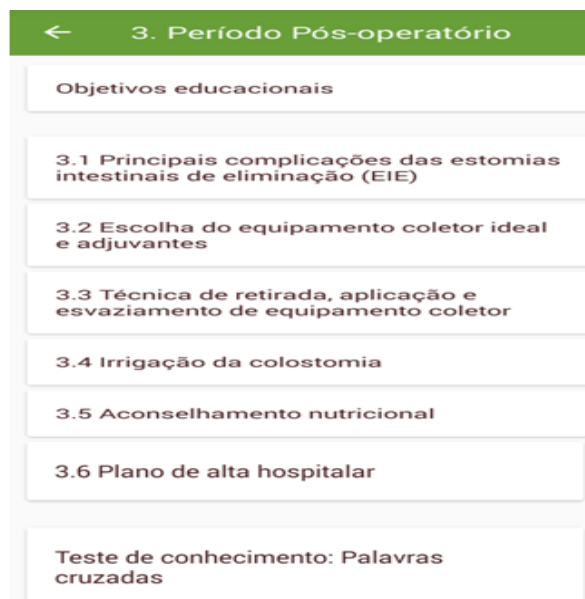 3. Período Pós-operatório
Objetivos educacionais
3.1 Principais complicações das estomias
intestinais de eliminação (EIE)
3.2 Escolha do equipamento coletor ideal
e adjuvantes
3.3 Técnica de retirada, aplicação e
esvaziamento de equipamento coletor
3.4 Irrigação da colostomia
3.5 Aconselhamento nutricional
3.6 Plano de alta hospitalar
Teste de conhecimento: Palavras
cruzadas